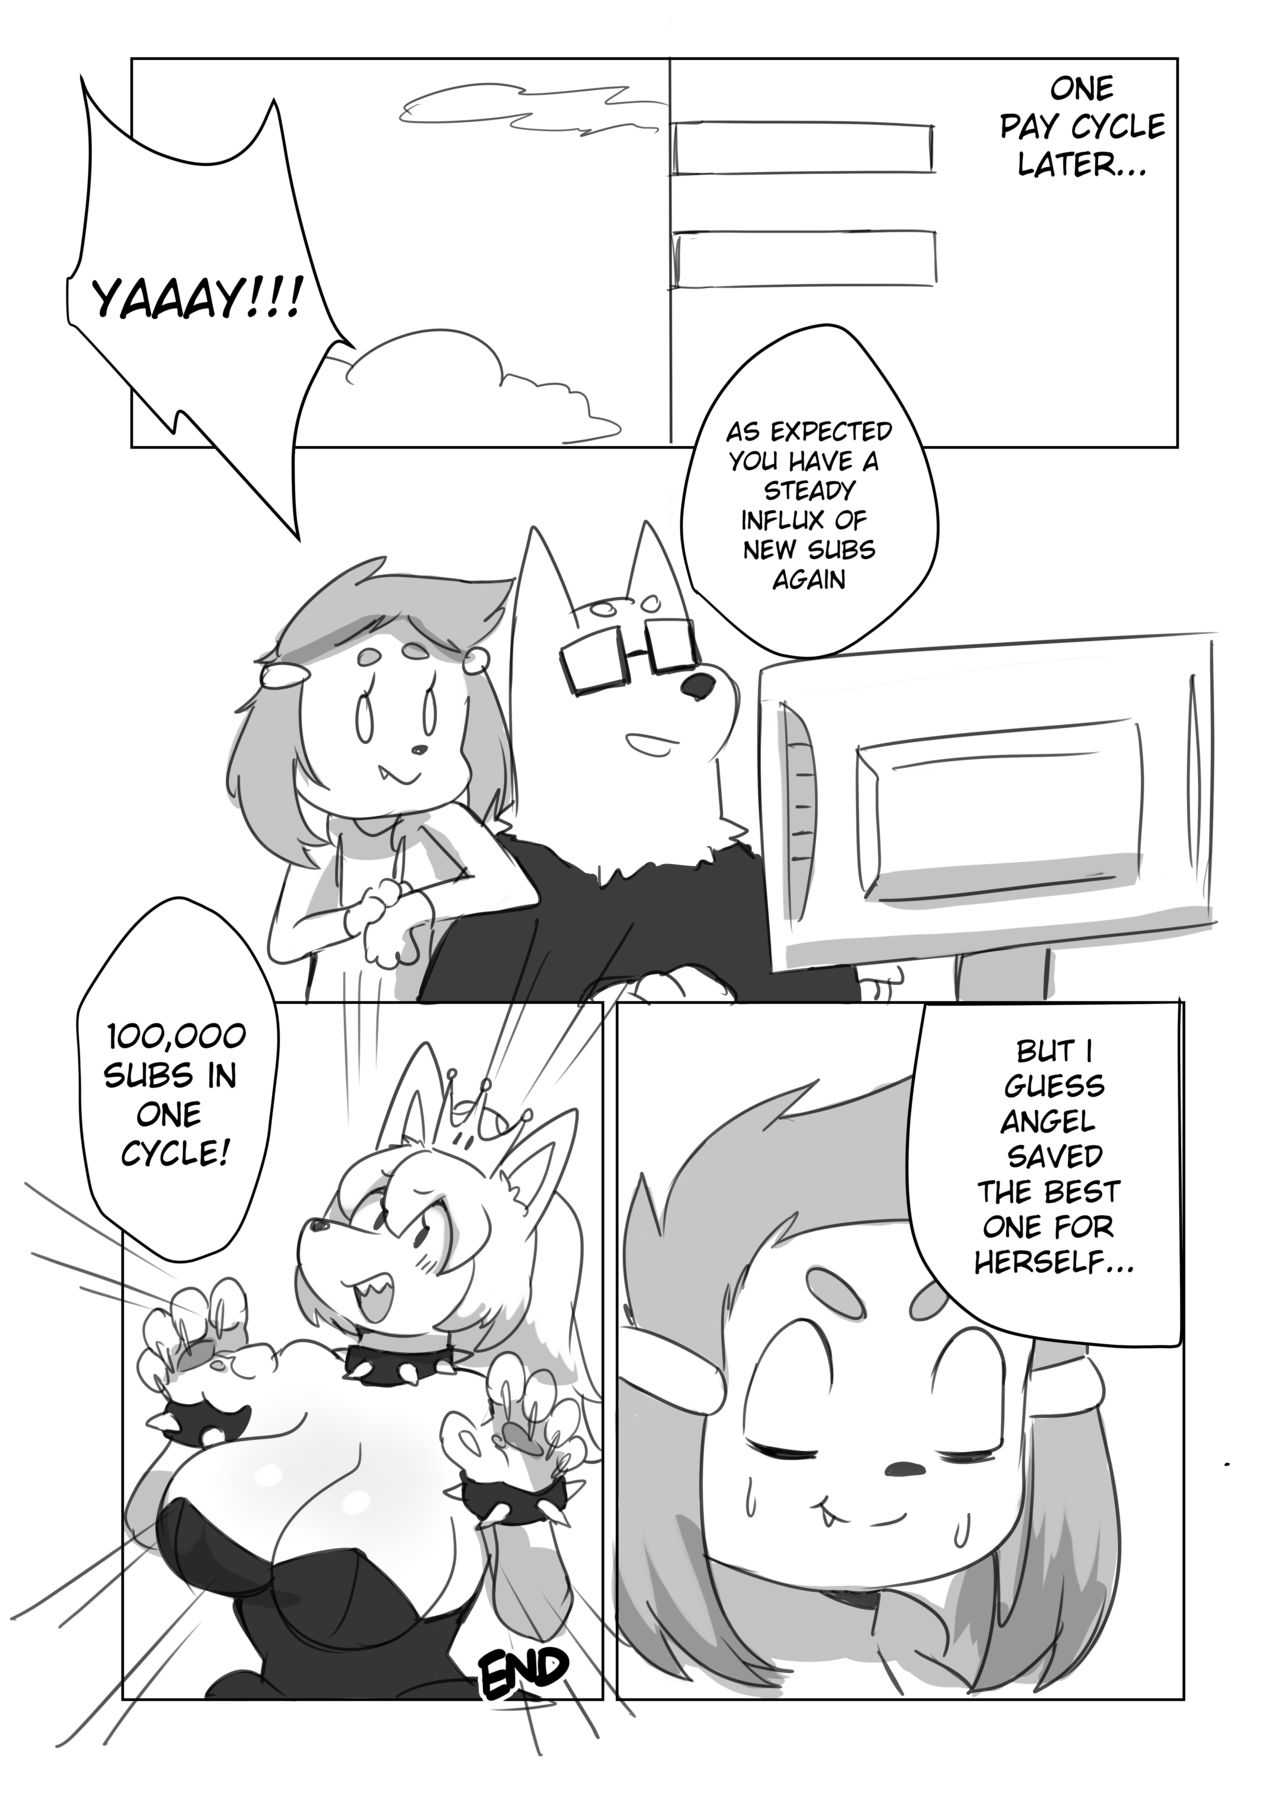 ONE
PAY CYCLE
LATER...
YAAAY!!!
AS EXPECTED
YOU HAVE A
STEADY
INFLUX OF
NEW SUBS
AGAIN
BUT I
GUESS
ANGEL
SAVED
THE BEST
ONE FOR
HERSELF...
100,000
SUBS IN
ONE
CYCLE!
END